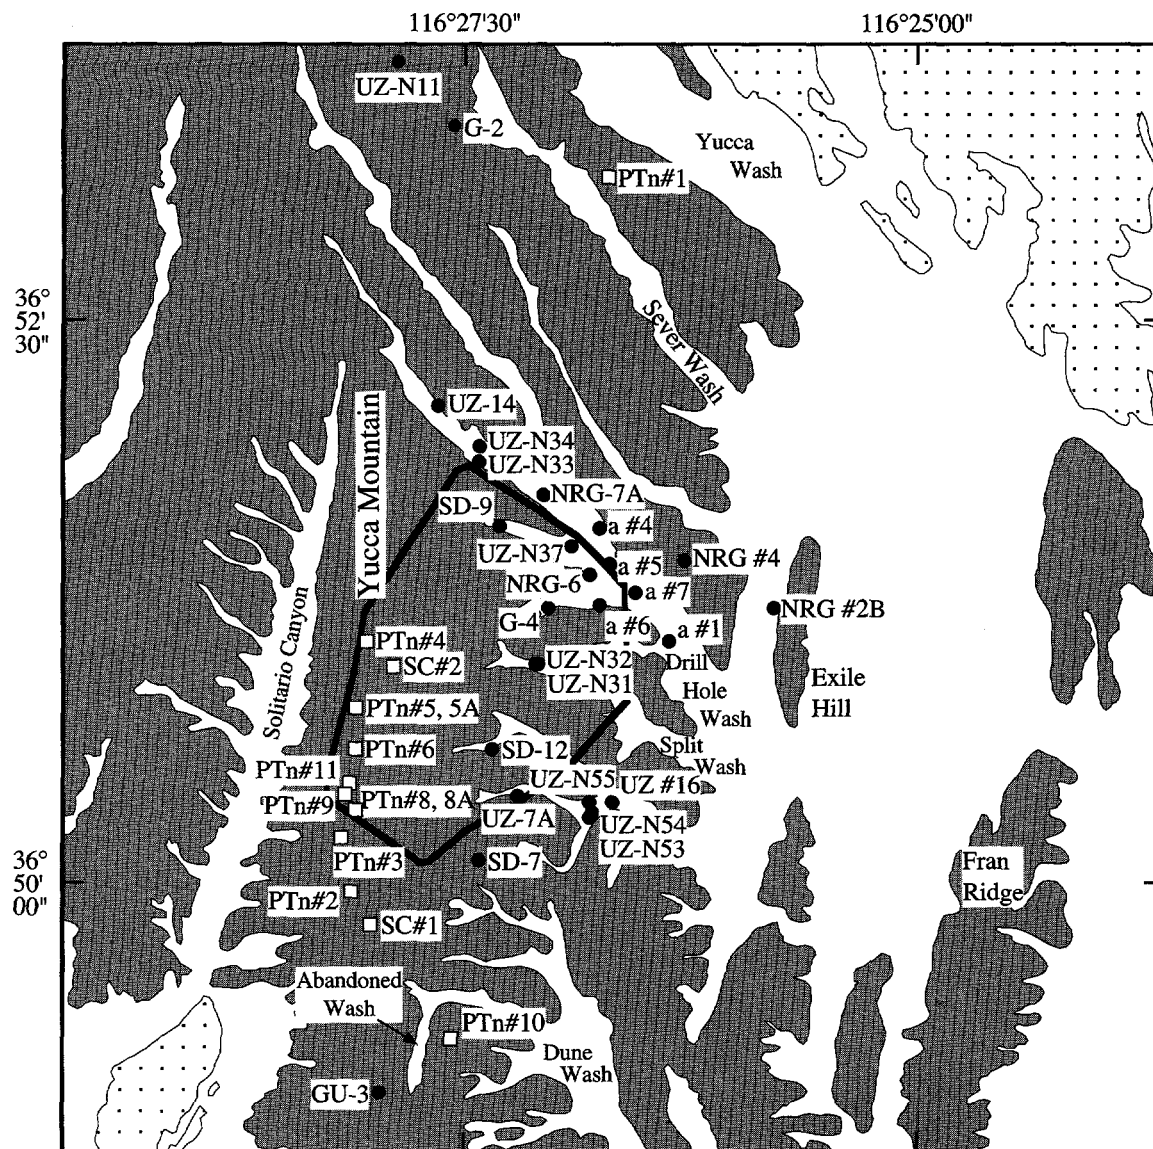 116°27'30"
116°25'00"
UZ-N11
G-2
Yucca
Wash
PTn#1
36°
52'
30"
Sever Wash
Yucca Mountain
UZ-14
UZ-N34
UZ-N33
NRG-7A
SD-9
a #4
UZ-N37
a #5
NRG #4
NRG-6
a #7
G-4
a #6
a #1
NRG #2B
Solitario Canyon
PTn#4
SC#2
UZ-N32
UZ-N31
Drill
Hole
Wash
Exile
Hill
PTn#5, 5A
PTn#6
SD-12
Split
Wash
PTn#11
UZ-N55
UZ #16
PTn#9
PTn#8, 8A
UZ-7A
UZ-N54
UZ-N53
PTn#3
SD-7
36°
50'
00"
Fran
Ridge
PTn#2
SC#1
Abandoned
Wash
PTn#10
Dune
Wash
GU-3